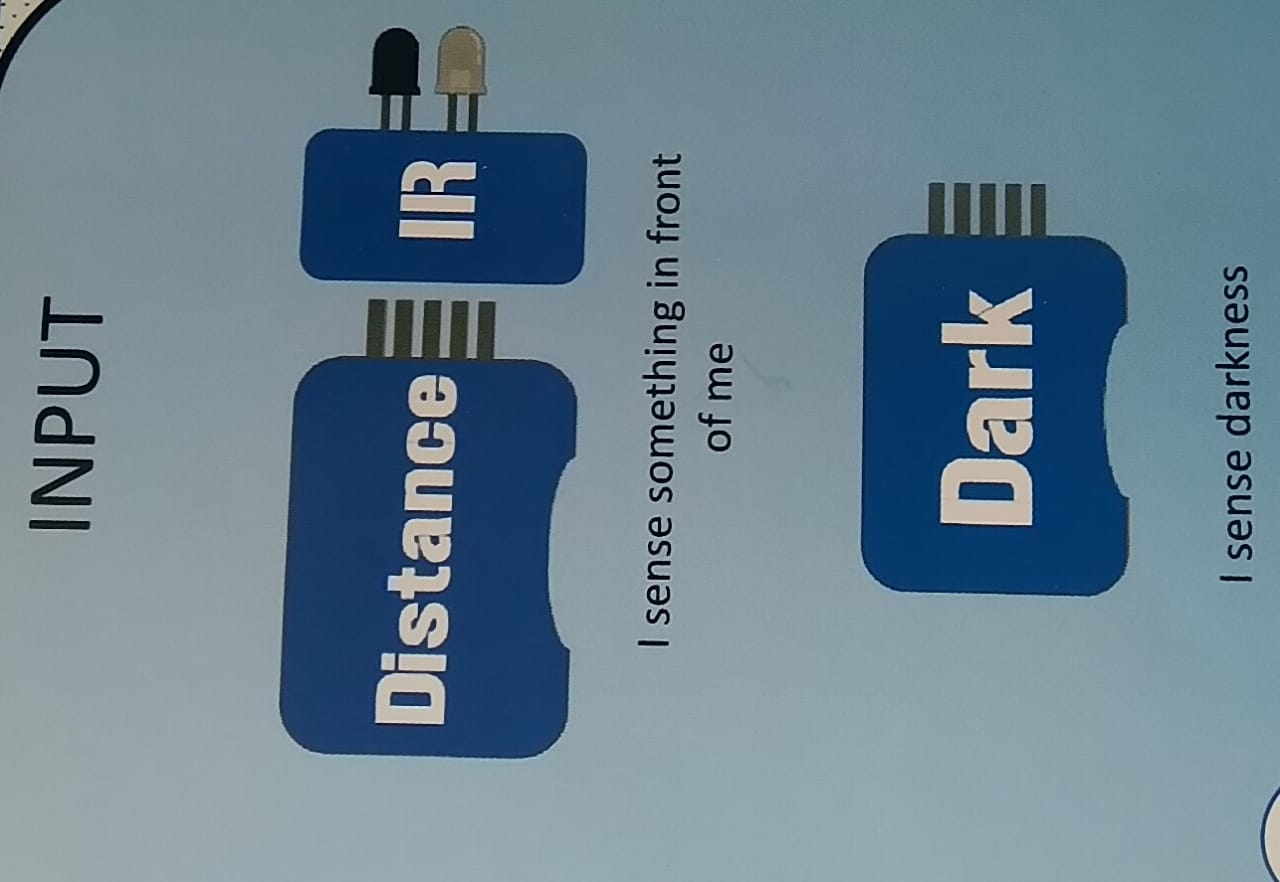 INPUT
Distance
IR
I sense something in front
of me
Dark
I sense darkness